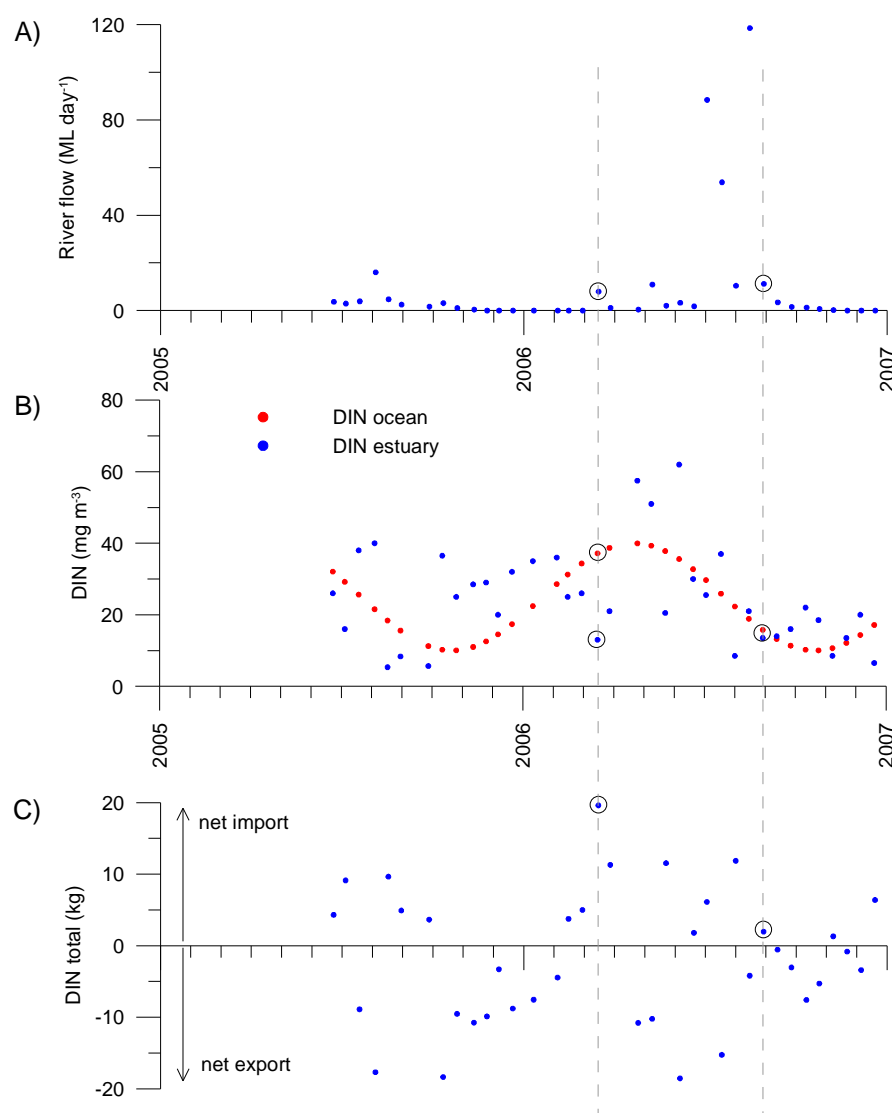 A)
120
80
40
0
River flow (ML day-1)
2005
2006
2007
B)
80
60
40
20
0
DIN (mg m-3)
DIN ocean
DIN estuary
2005
2006
2007
C)
20
10
0
-10
-20
DIN total (kg)
net import
net export